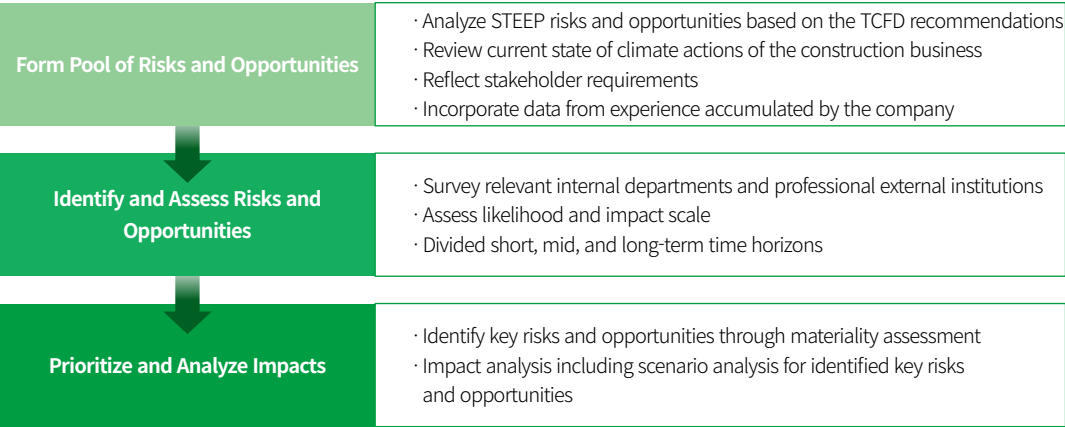 Form Pool of Risks and Opportunities
· Analyze STEEP risks and opportunities based on the TCFD recommendations
· Review current state of climate actions of the construction business
· Reflect stakeholder requirements
· Incorporate data from experience accumulated by the company
Identify and Assess Risks and
Opportunities
· Survey relevant internal departments and professional external institutions
· Assess likelihood and impact scale
· Divided short, mid, and long-term time horizons
Prioritize and Analyze Impacts
· Identify key risks and opportunities through materiality assessment
· Impact analysis including scenario analysis for identified key risks
and opportunities